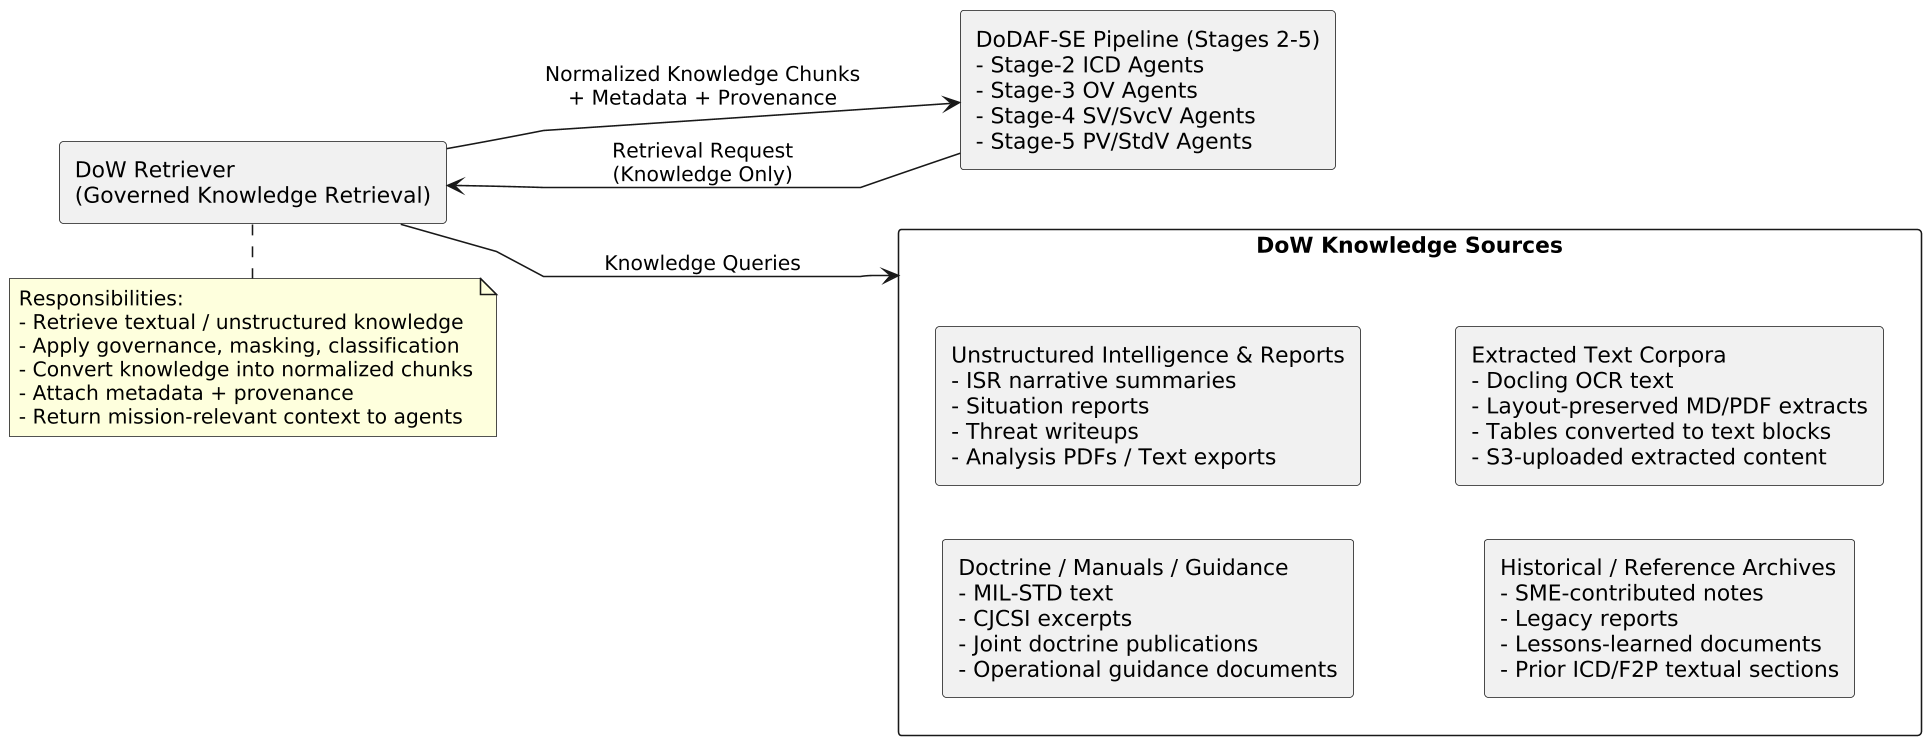 DoDAF-SE Pipeline (Stages 2-5)
- Stage-2 ICD Agents
- Stage-3 OV Agents
- Stage-4 SV/SvcV Agents
- Stage-5 PV/StdV Agents
Normalized Knowledge Chunks
+ Metadata + Provenance
Retrieval Request
(Knowledge Only)
DoW Retriever
(Governed Knowledge Retrieval)
Knowledge Queries
Responsibilities:
- Retrieve textual / unstructured knowledge
- Apply governance, masking, classification
- Convert knowledge into normalized chunks
- Attach metadata + provenance
- Return mission-relevant context to agents
DoW Knowledge Sources
Unstructured Intelligence & Reports
- ISR narrative summaries
- Situation reports
- Threat writeups
- Analysis PDFs / Text exports
Extracted Text Corpora
- Docling OCR text
- Layout-preserved MD/PDF extracts
- Tables converted to text blocks
- S3-uploaded extracted content
Doctrine / Manuals / Guidance
- MIL-STD text
- CJCSI excerpts
- Joint doctrine publications
- Operational guidance documents
Historical / Reference Archives
- SME-contributed notes
- Legacy reports
- Lessons-learned documents
- Prior ICD/F2P textual sections